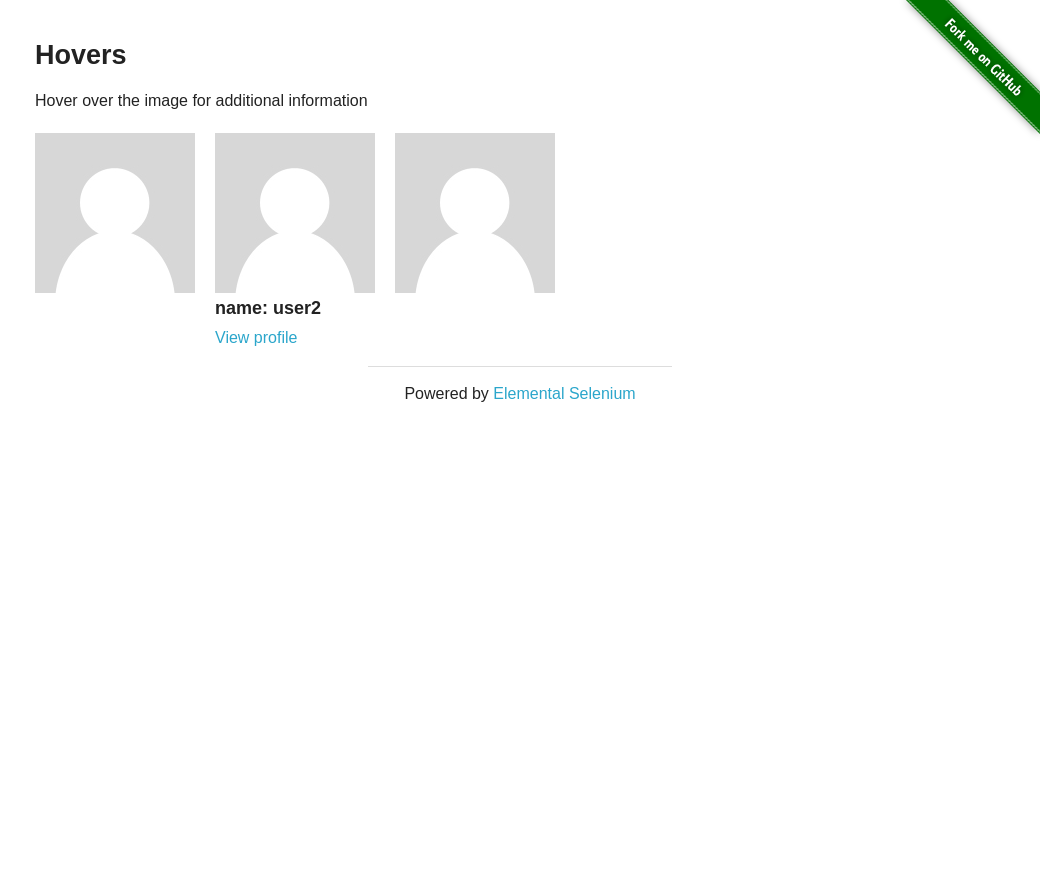 Fork me on GitHub
Hovers
Hover over the image for additional information
name: user2
View profile
Powered by Elemental Selenium